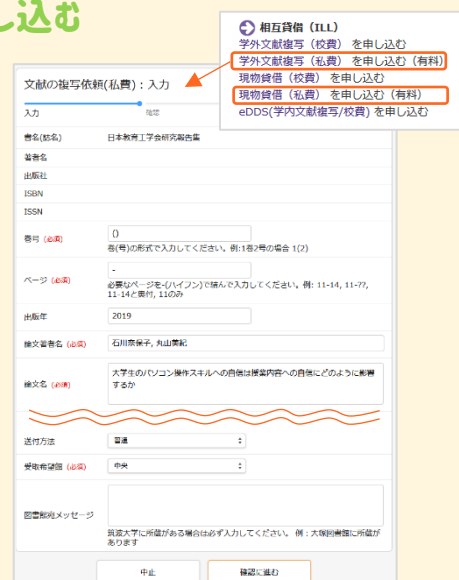 し込む
相互貸借（ILL）
学外文献複写（校費） を申し込む
学外文献複写（私費） を申し込む（有料）
現物貸借（校費） を申し込む
現物貸借（私費） を申し込む（有料）
eDDS(学内文献複写/校費) を申し込む
文献の複写依頼(私費)：入力
入力 確認
書名(誌名) 日本教育工学会研究報告集
著者名
出版社
ISBN
ISSN
巻号 (必須) ()
巻(号)の形式で入力してください。例:1巻2号の場合 1(2)
ページ (必須) -
必要なページを-(ハイフン)で結んで入力してください。例: 11-14, 11-??,
11-14と奥付, 11のみ
出版年 2019
論文著者名 (必須) 石川奈保子, 丸山美紀
論文名 (必須) 大学生のパソコン操作スキルへの自信は授業内容への自信にどのように影響
するか
送付方法 普通
受取希望館 (必須) 中央
図書館宛メッセージ
筑波大学に所蔵がある場合は必ず入力してください。 例：大塚図書館に所蔵が
あります
中止 確認に進む